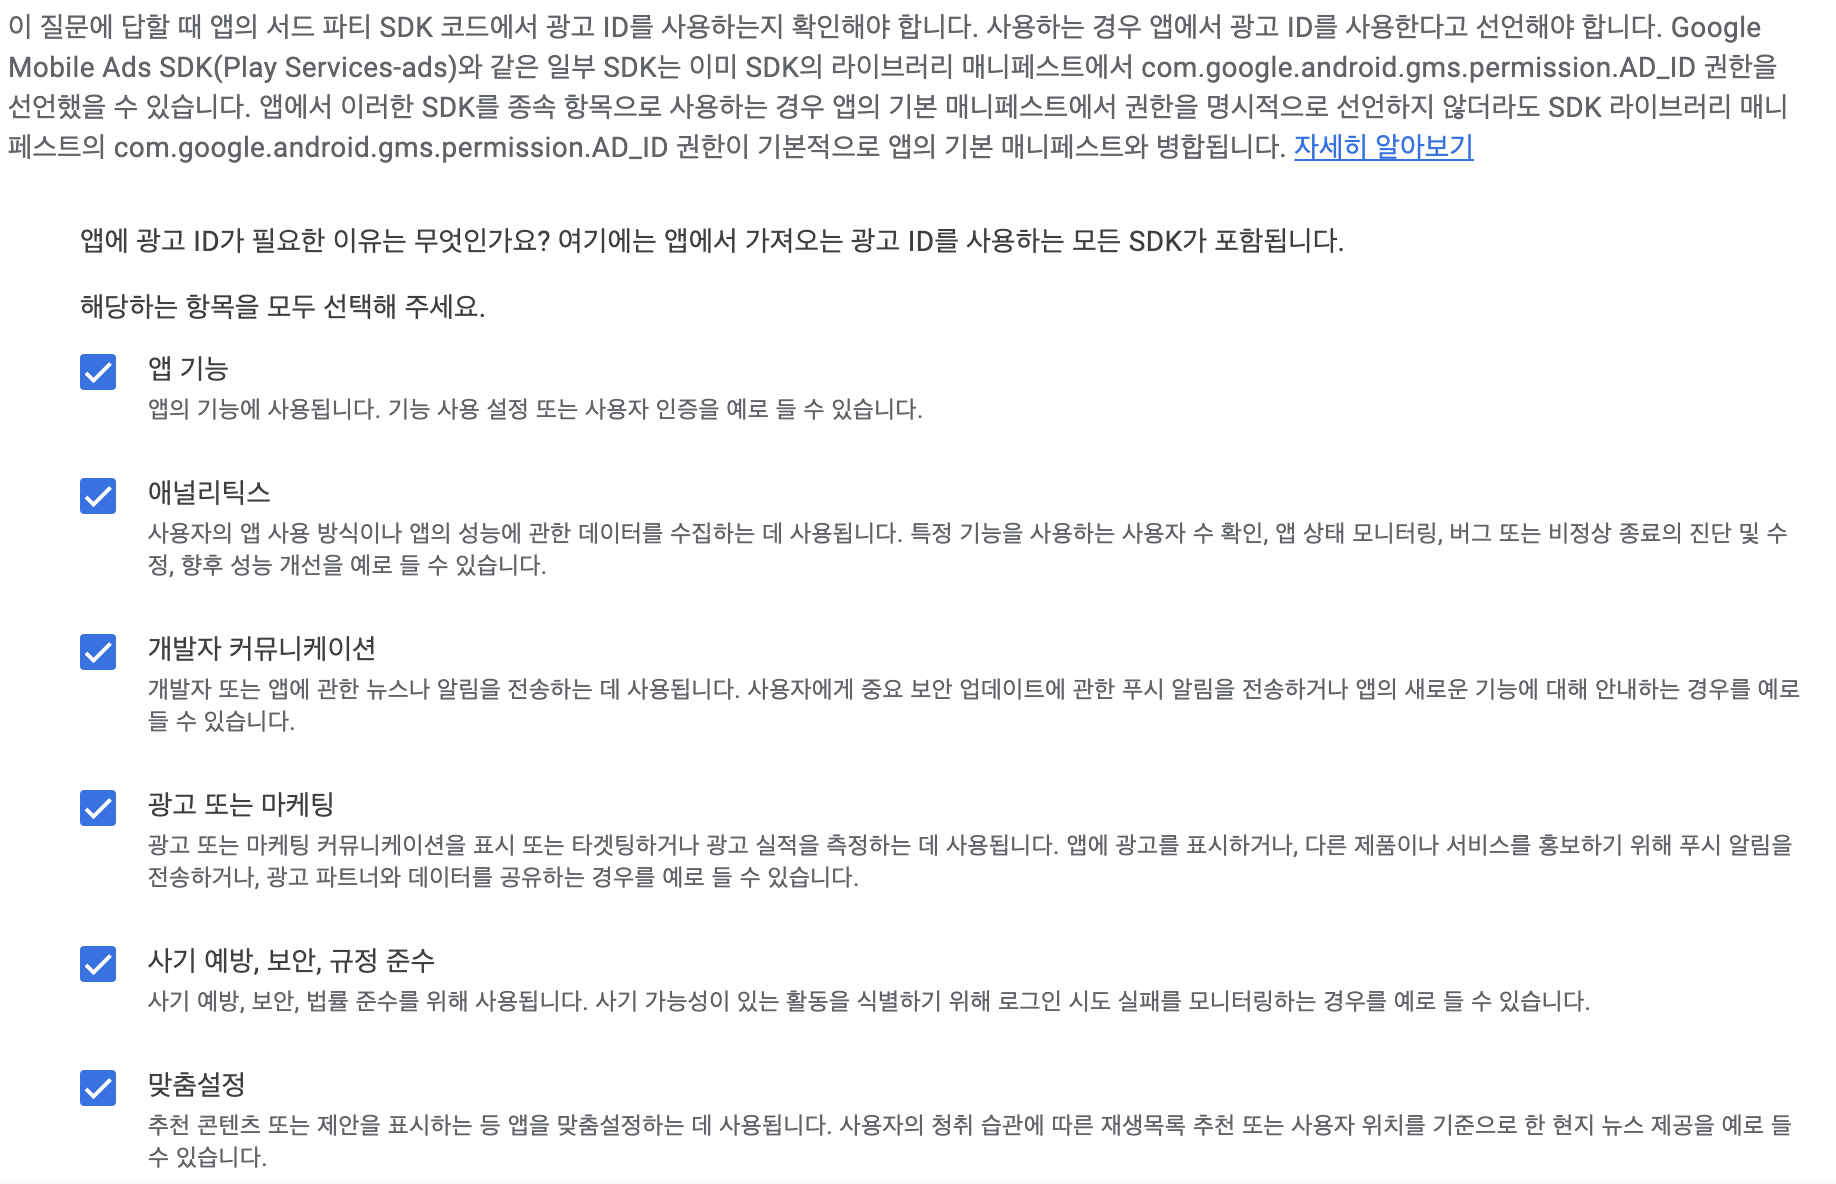 이 질문에 답할 때 앱의 서드 파티 SDK 코드에서 광고 ID를 사용하는지 확인해야 합니다. 사용하는 경우 앱에서 광고 ID를 사용한다고 선언해야 합니다. Google
Mobile Ads SDK(Play Services-ads)와 같은 일부 SDK는 이미 SDK의 라이브러리 매니페스트에서 com.google.android.gms.permission.AD_ID 권한을
선언했을 수 있습니다. 앱에서 이러한 SDK를 종속 항목으로 사용하는 경우 앱의 기본 매니페스트에서 권한을 명시적으로 선언하지 않더라도 SDK 라이브러리 매니
페스트의 com.google.android.gms.permission.AD_ID 권한이 기본적으로 앱의 기본 매니페스트와 병합됩니다. 자세히 알아보기
앱에 광고 ID가 필요한 이유는 무엇인가요? 여기에는 앱에서 가져오는 광고 ID를 사용하는 모든 SDK가 포함됩니다.
해당하는 항목을 모두 선택해 주세요.
앱 기능
앱의 기능에 사용됩니다. 기능 사용 설정 또는 사용자 인증을 예로 들 수 있습니다.
애널리틱스
사용자의 앱 사용 방식이나 앱의 성능에 관한 데이터를 수집하는 데 사용됩니다. 특정 기능을 사용하는 사용자 수 확인, 앱 상태 모니터링, 버그 또는 비정상 종료의 진단 및 수
정, 향후 성능 개선을 예로 들 수 있습니다.
개발자 커뮤니케이션
개발자 또는 앱에 관한 뉴스나 알림을 전송하는 데 사용됩니다. 사용자에게 중요 보안 업데이트에 관한 푸시 알림을 전송하거나 앱의 새로운 기능에 대해 안내하는 경우를 예로
들 수 있습니다.
광고 또는 마케팅
광고 또는 마케팅 커뮤니케이션을 표시 또는 타겟팅하거나 광고 실적을 측정하는 데 사용됩니다. 앱에 광고를 표시하거나, 다른 제품이나 서비스를 홍보하기 위해 푸시 알림을
전송하거나, 광고 파트너와 데이터를 공유하는 경우를 예로 들 수 있습니다.
사기 예방, 보안, 규정 준수
사기 예방, 보안, 법률 준수를 위해 사용됩니다. 사기 가능성이 있는 활동을 식별하기 위해 로그인 시도 실패를 모니터링하는 경우를 예로 들 수 있습니다.
맞춤설정
추천 콘텐츠 또는 제안을 표시하는 등 앱을 맞춤설정하는 데 사용됩니다. 사용자의 청취 습관에 따른 재생목록 추천 또는 사용자 위치를 기준으로 한 현지 뉴스 제공을 예로 들
수 있습니다.